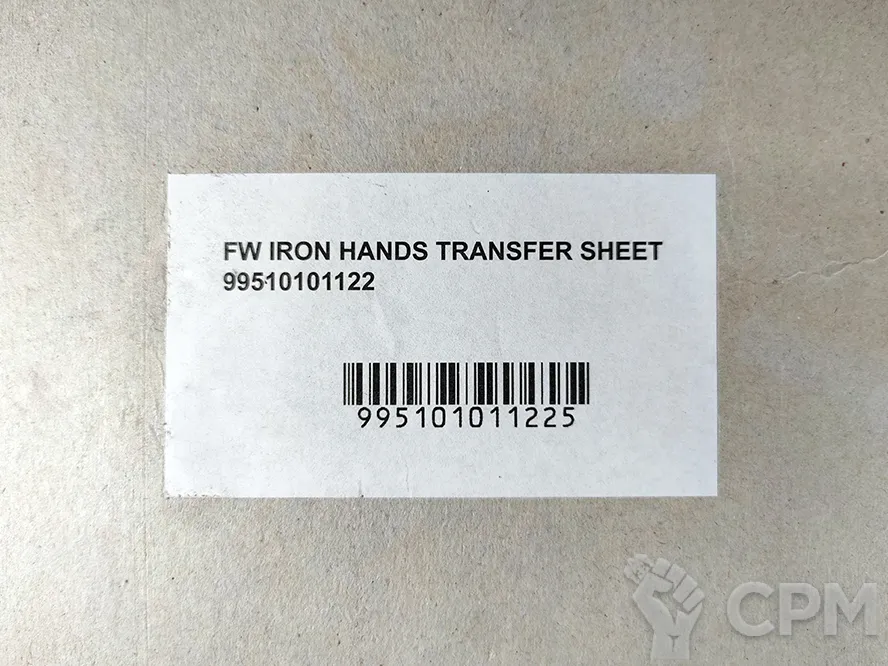 FW IRON HANDS TRANSFER SHEET
99510101122
995101011225
CPM